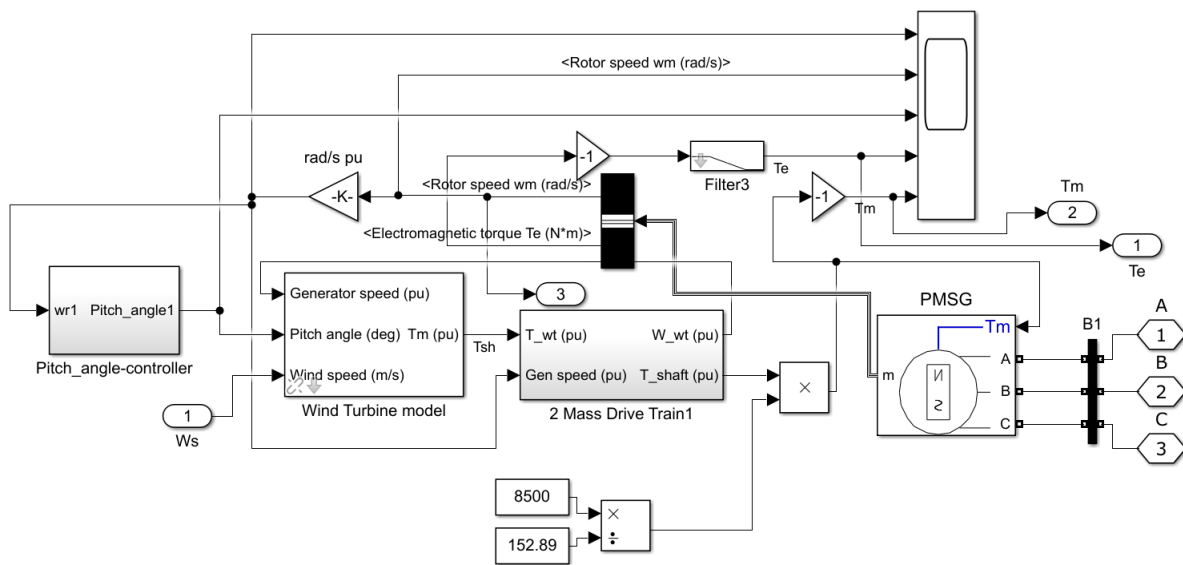 <Rotor speed wm (rad/s)>
rad/s pu
-1
Filter3
Te
-K-
<Rotor speed wm (rad/s)>
-1
Tm
Tm
2
<Electromagnetic torque Te (N*m)>
1
Te
wr1 Pitch_angle1
Pitch_angle-controller
Generator speed (pu)
Pitch angle (deg) Tm (pu)
Wind speed (m/s)
Wind Turbine model
Tsh
3
T_wt (pu) W_wt (pu)
Gen speed (pu) T_shaft (pu)
2 Mass Drive Train1
×
PMSG
Tm
m
N
S
A
B
C
B1
A
1
B
2
C
3
1
Ws
8500
152.89
×
÷